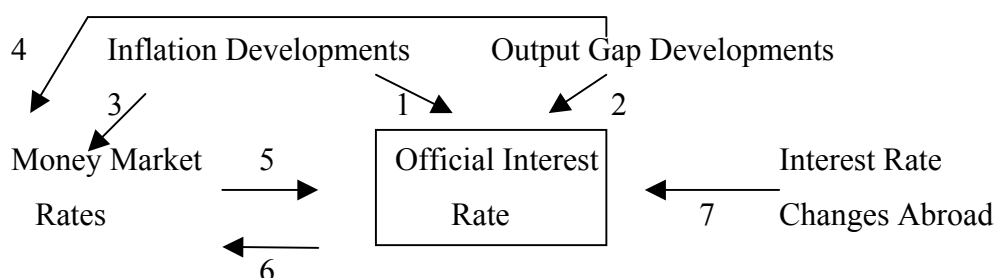 4 Inflation Developments Output Gap Developments
3 1 2
Money Market 5 Official Interest Interest Rate
Rates Rate 7 Changes Abroad
6